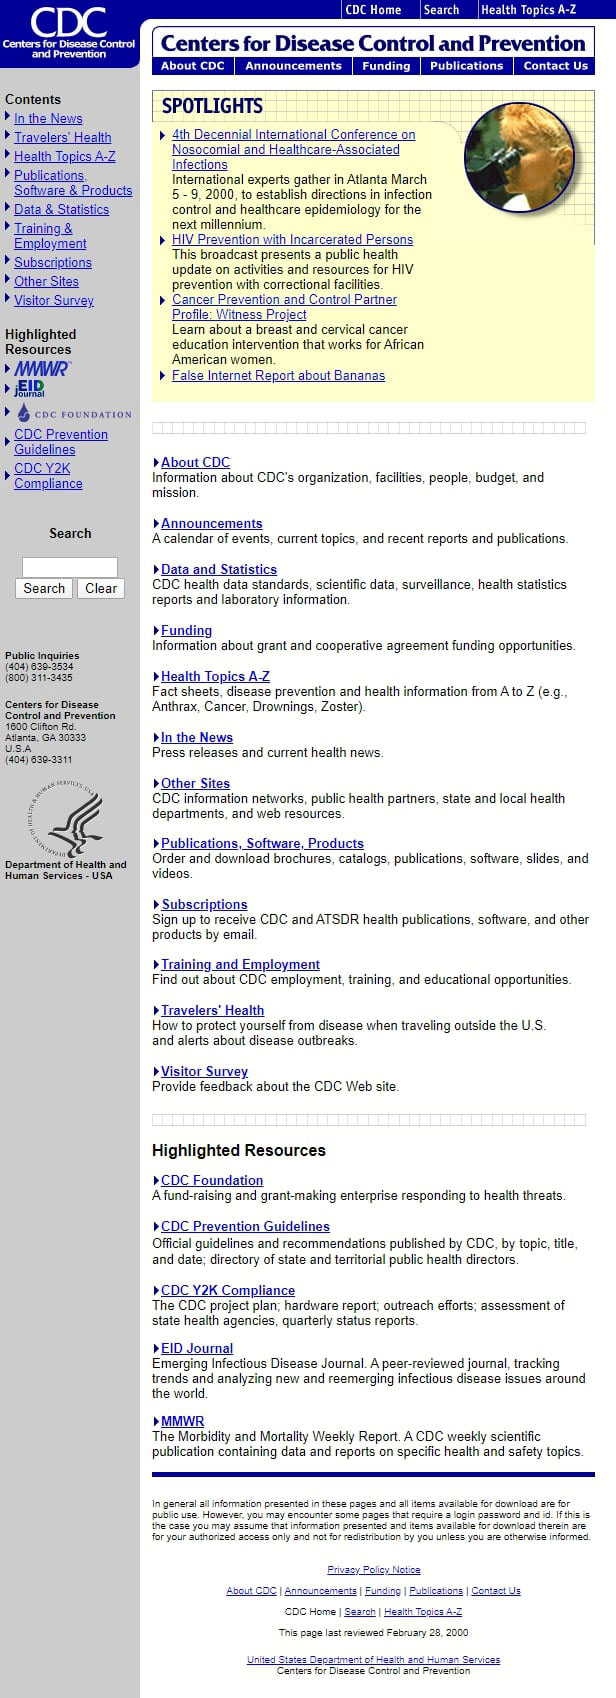 CDC Home
Search
Health Topics A-Z
CDC
Centers for Disease Control
and Prevention
Centers for Disease Control and Prevention
About CDC
Announcements
Funding
Publications
Contact Us
Contents
In the News
Travelers' Health
Health Topics A-Z
Publications,
Software & Products
Data & Statistics
Training &
Employment
Subscriptions
Other Sites
Visitor Survey
Highlighted
Resources
MMWR™
EID
Journal
CDC FOUNDATION
CDC Prevention
Guidelines
CDC Y2K
Compliance
Search
Search
Clear
Public Inquiries
(404) 639-3534
(800) 311-3435
Centers for Disease
Control and Prevention
1600 Clifton Rd.
Atlanta, GA 30333
U.S.A
(404) 639-3311
DEPARTMENT OF HEALTH & HUMAN SERVICES·USA
Department of Health and
Human Services - USA
SPOTLIGHTS
4th Decennial International Conference on
Nosocomial and Healthcare-Associated
Infections
International experts gather in Atlanta March
5 - 9, 2000, to establish directions in infection
control and healthcare epidemiology for the
next millennium.
HIV Prevention with Incarcerated Persons
This broadcast presents a public health
update on activities and resources for HIV
prevention with correctional facilities.
Cancer Prevention and Control Partner
Profile: Witness Project
Learn about a breast and cervical cancer
education intervention that works for African
American women.
False Internet Report about Bananas
About CDC
Information about CDC's organization, facilities, people, budget, and
mission.
Announcements
A calendar of events, current topics, and recent reports and publications.
Data and Statistics
CDC health data standards, scientific data, surveillance, health statistics
reports and laboratory information.
Funding
Information about grant and cooperative agreement funding opportunities.
Health Topics A-Z
Fact sheets, disease prevention and health information from A to Z (e.g.,
Anthrax, Cancer, Drownings, Zoster).
In the News
Press releases and current health news.
Other Sites
CDC information networks, public health partners, state and local health
departments, and web resources.
Publications, Software, Products
Order and download brochures, catalogs, publications, software, slides, and
videos.
Subscriptions
Sign up to receive CDC and ATSDR health publications, software, and other
products by email.
Training and Employment
Find out about CDC employment, training, and educational opportunities.
Travelers' Health
How to protect yourself from disease when traveling outside the U.S.
and alerts about disease outbreaks.
Visitor Survey
Provide feedback about the CDC Web site.
Highlighted Resources
CDC Foundation
A fund-raising and grant-making enterprise responding to health threats.
CDC Prevention Guidelines
Official guidelines and recommendations published by CDC, by topic, title,
and date; directory of state and territorial public health directors.
CDC Y2K Compliance
The CDC project plan; hardware report; outreach efforts; assessment of
state health agencies, quarterly status reports.
EID Journal
Emerging Infectious Disease Journal. A peer-reviewed journal, tracking
trends and analyzing new and reemerging infectious disease issues around
the world.
MMWR
The Morbidity and Mortality Weekly Report. A CDC weekly scientific
publication containing data and reports on specific health and safety topics.
In general all information presented in these pages and all items available for download are for
public use. However, you may encounter some pages that require a login password and id. If this is
the case you may assume that information presented and items available for download therein are
for your authorized access only and not for redistribution by you unless you are otherwise informed.
Privacy Policy Notice
About CDC | Announcements | Funding | Publications | Contact Us
CDC Home | Search | Health Topics A-Z
This page last reviewed February 28, 2000
United States Department of Health and Human Services
Centers for Disease Control and Prevention